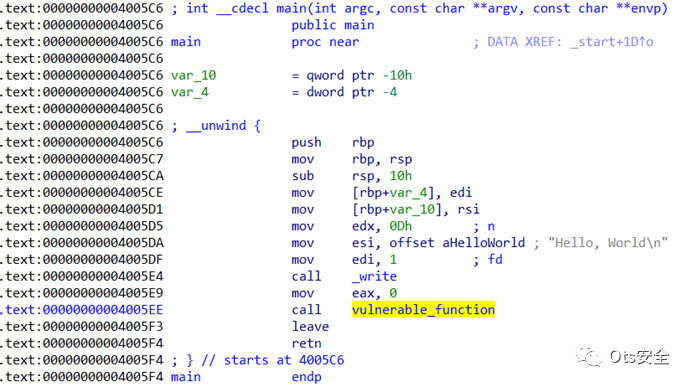 .text:00000000004005C6 ; int __cdecl main(int argc, const char **argv, const char **envp)
.text:00000000004005C6 public main
.text:00000000004005C6 main proc near ; DATA XREF: _start+1D↑o
.text:00000000004005C6
.text:00000000004005C6 var_10 = qword ptr -10h
.text:00000000004005C6 var_4 = dword ptr -4
.text:00000000004005C6
.text:00000000004005C6 ; __unwind {
.text:00000000004005C6 push rbp
.text:00000000004005C7 mov rbp, rsp
.text:00000000004005CA sub rsp, 10h
.text:00000000004005CE mov [rbp+var_4], edi
.text:00000000004005D1 mov [rbp+var_10], rsi
.text:00000000004005D5 mov edx, 0Dh ; n
.text:00000000004005DA mov esi, offset aHelloWorld ; "Hello, World\n"
.text:00000000004005DF mov edi, 1 ; fd
.text:00000000004005E4 call _write
.text:00000000004005E9 mov eax, 0
.text:00000000004005EE call vulnerable_function
.text:00000000004005F3 leave
.text:00000000004005F4 retn
.text:00000000004005F4 ; } // starts at 4005C6
.text:00000000004005F4 main endp
Ots安全